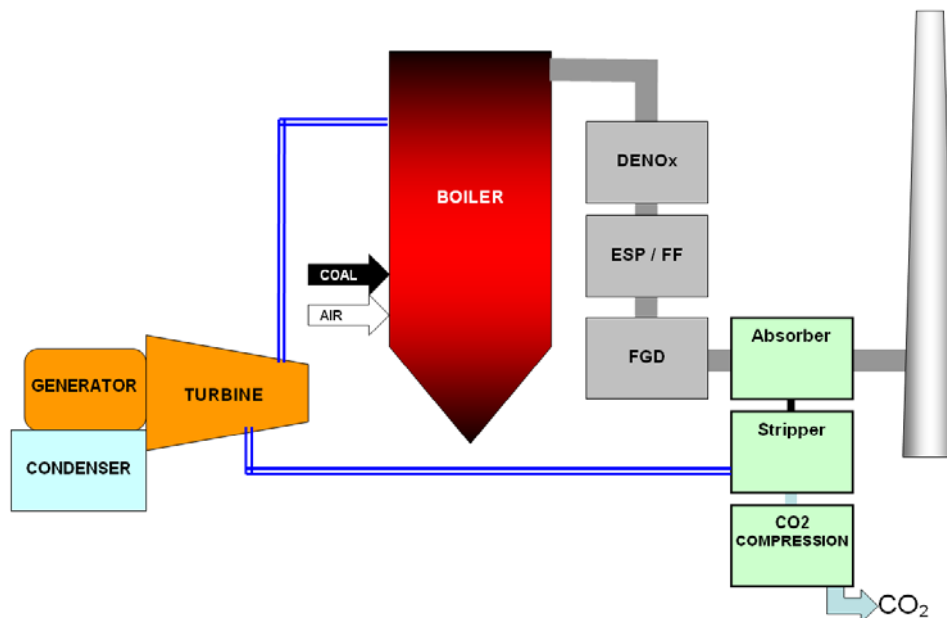 DENOx
BOILER
ESP / FF
COAL
AIR
Absorber
FGD
GENERATOR
TURBINE
Stripper
CONDENSER
CO2
COMPRESSION
CO₂